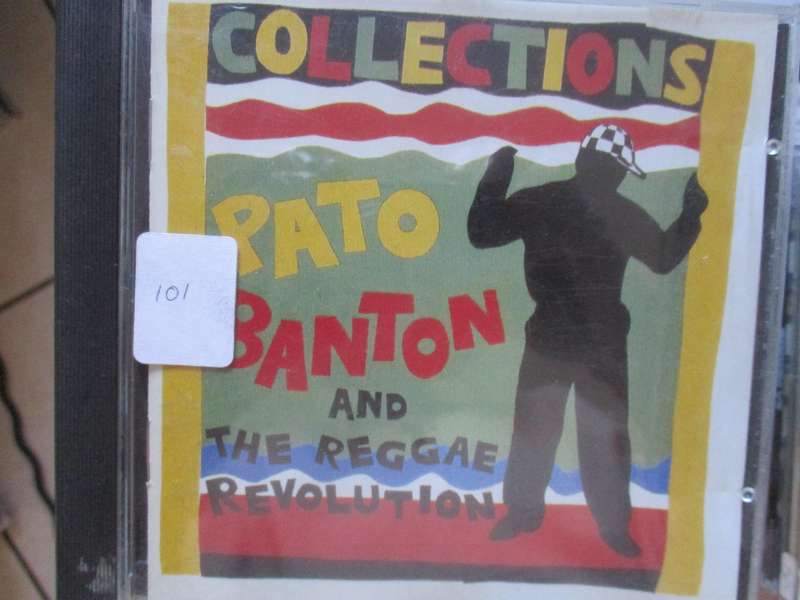 COLLECTIONS
PATO
101
BANTON
AND
THE REGGAE
REVOLUTION